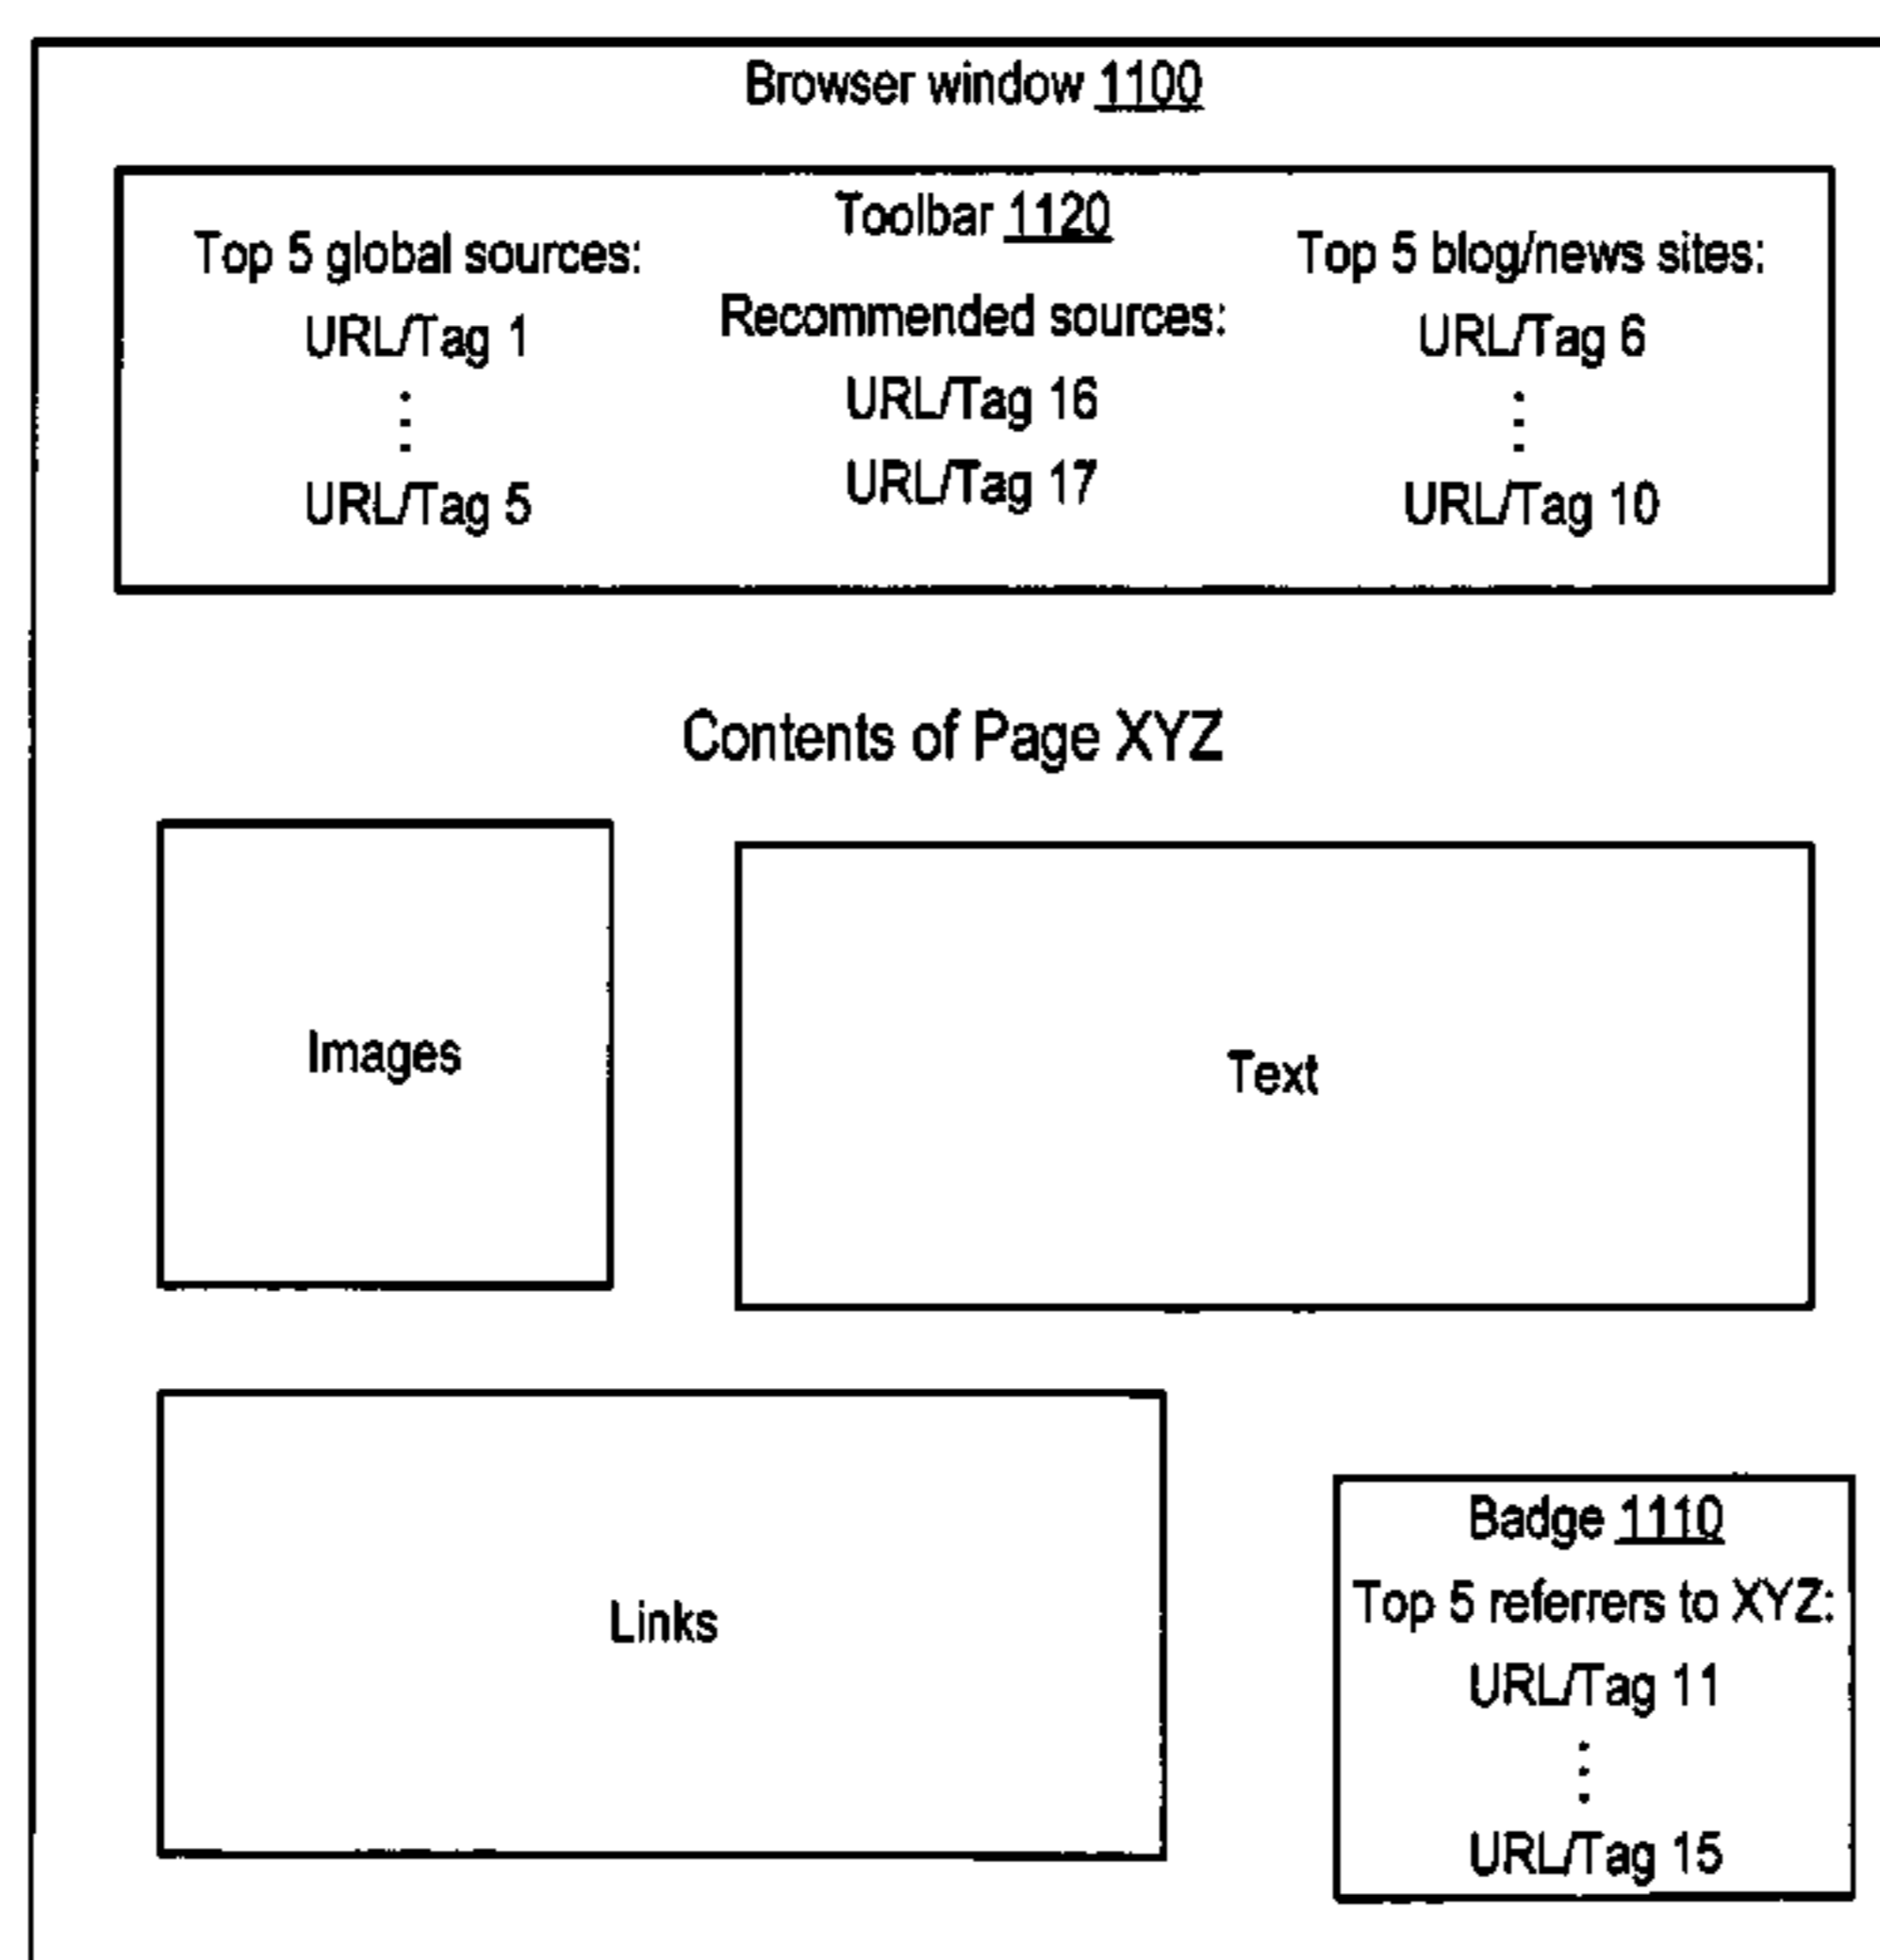 Browser window 1100
Toolbar 1120
Top 5 global sources:
URL/Tag 1
URL/Tag 5
Recommended sources:
URL/Tag 16
URL/Tag 17
Top 5 blog/news sites:
URL/Tag 6
URL/Tag 10
Contents of Page XYZ
Images
Text
Links
Badge 1110
Top 5 referrers to XYZ:
URL/Tag 11
URL/Tag 15